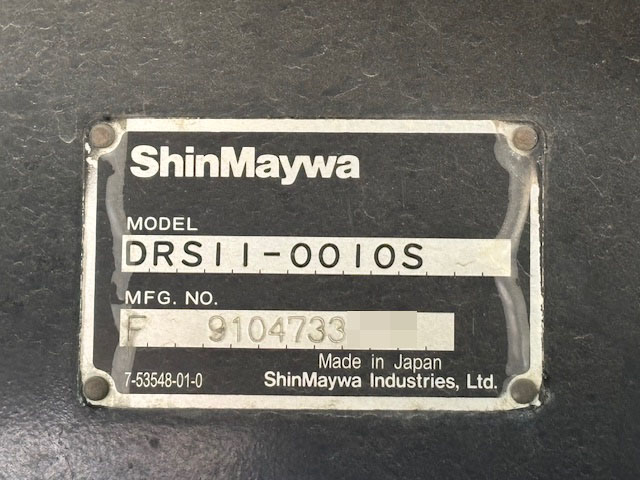 ShinMaywa
MODEL
DRS11-0010S
MFG. NO.
F 9104733
Made in Japan
7-53548-01-0 ShinMaywa Industries, Ltd.